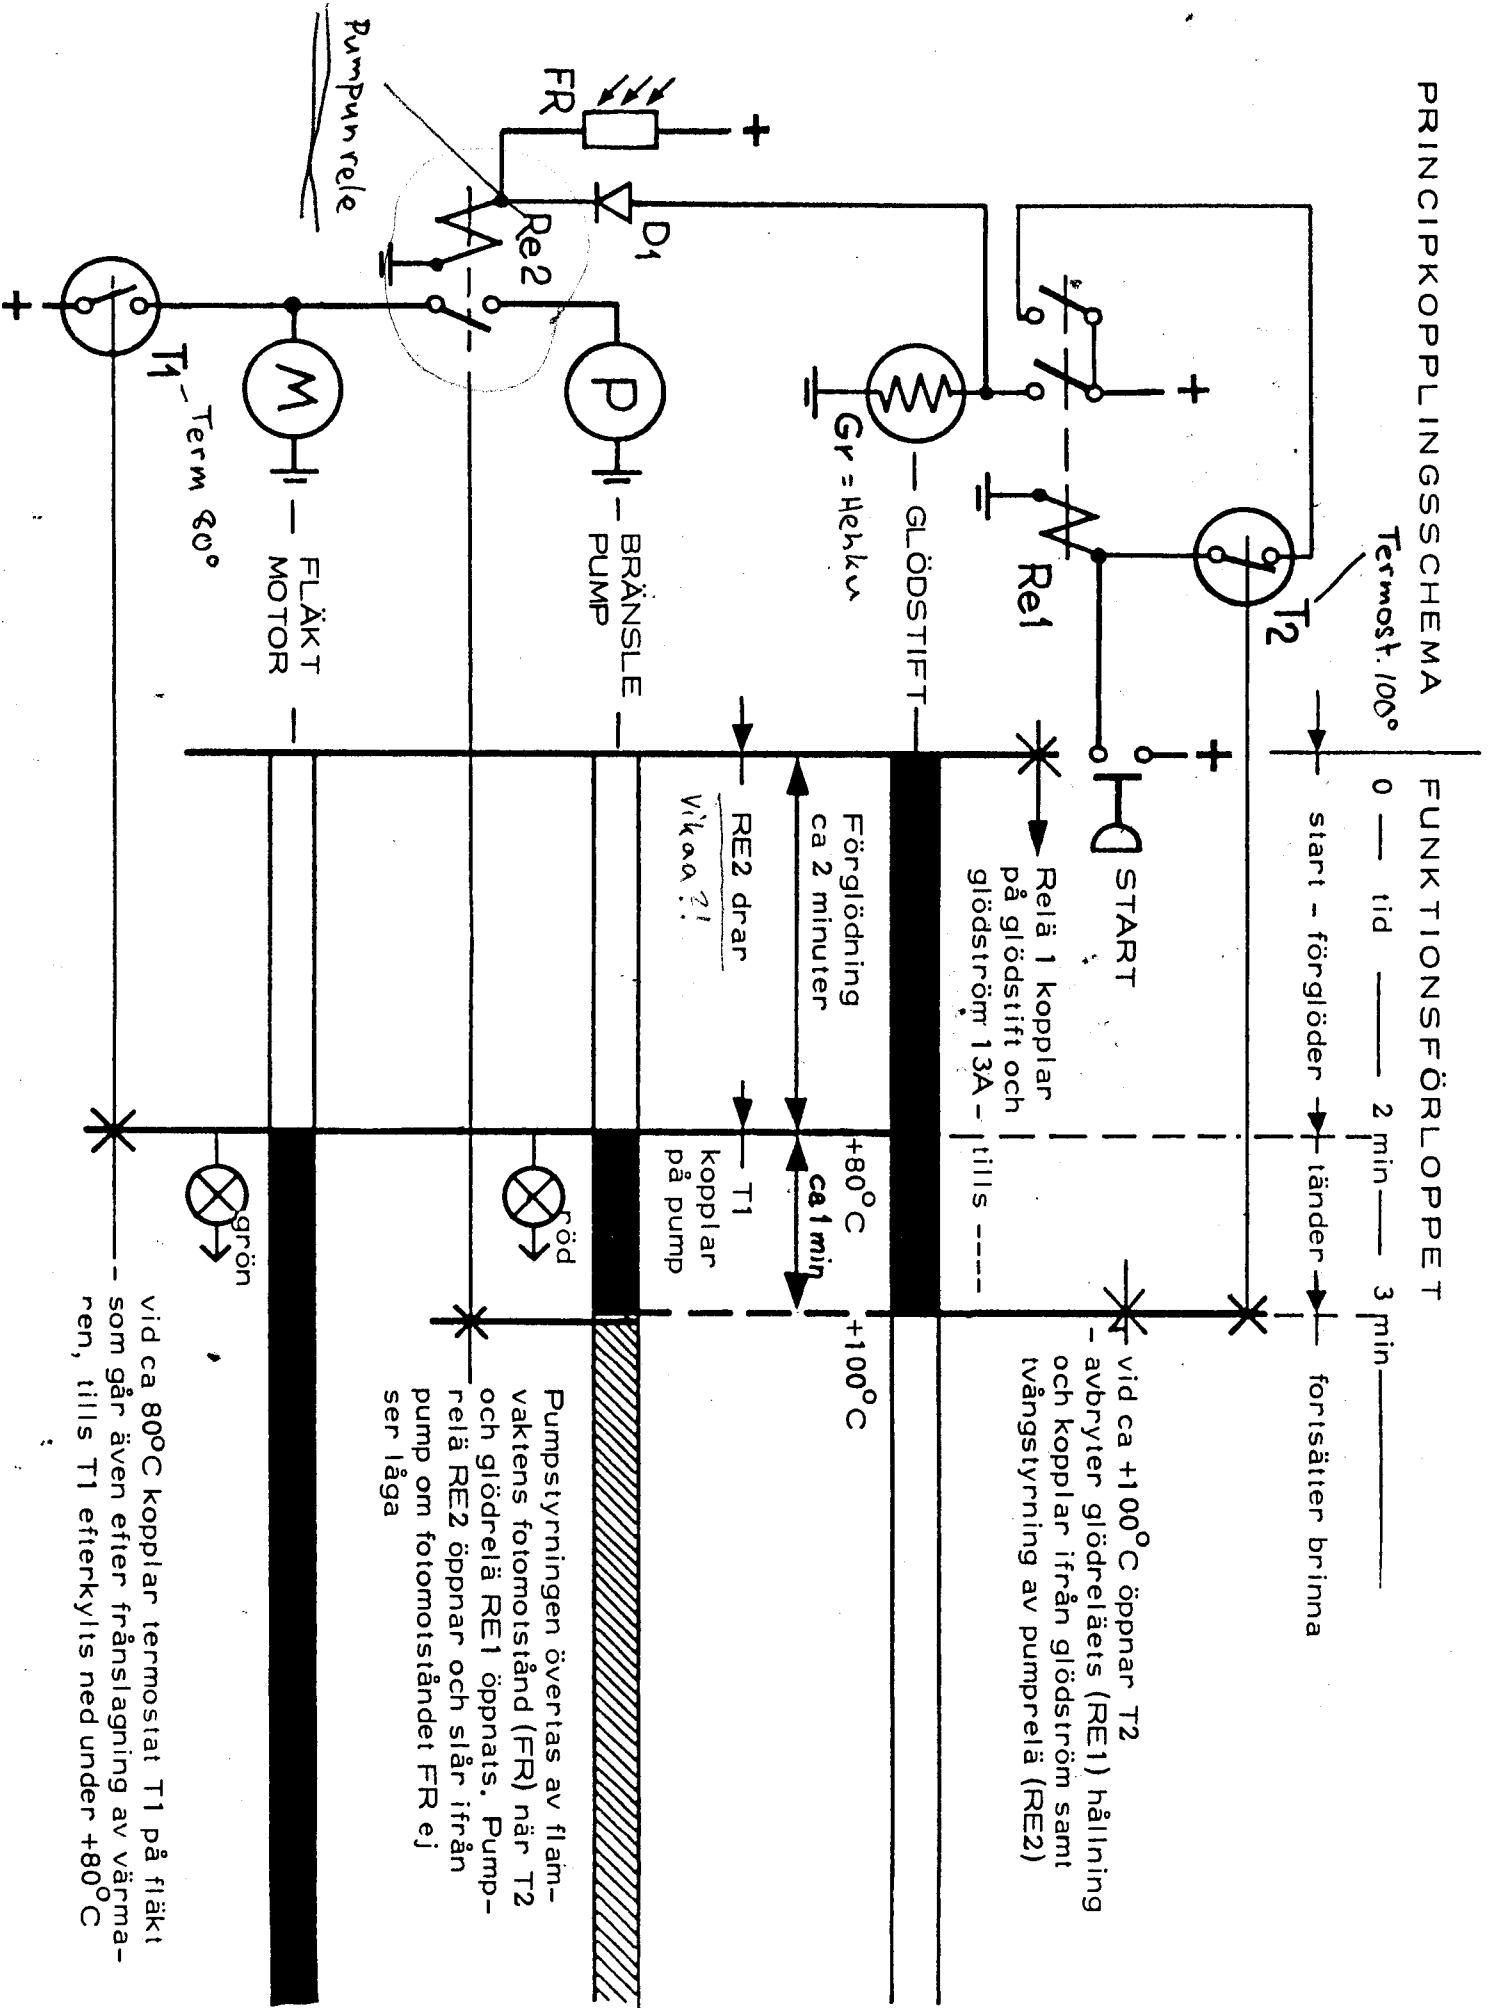 PRINCIPKOPPLINGSSCHEMA
FUNKTIONSFÖRLOPPET
Termost. 100°
0 — tid —— 2 min —— 3 min ——
start - förglöder
tänder
fortsätter brinna
T2
+
START
+
Re1
Relä 1 kopplar
på glödstift och
glödström 13A - tills ----
vid ca +100°C öppnar T2
- avbryter glödreläets (RE1) hållning
och kopplar ifrån glödström samt
tvångstyrning av pumprelä (RE2)
GLÖDSTIFT
Gr = Hehku
Förglödning
ca 2 minuter
+80°C
ca 1 min
+100°C
+
FR
D1
RE2 drar
Vikaa?!
T1
kopplar
på pump
BRÄNSLE
PUMP
P
Re2
röd
Pumpstyrningen övertas av flam-
vaktens fotomotstånd (FR) när T2
och glödrelä RE1 öppnats. Pump-
relä RE2 öppnar och slår ifrån
pump om fotomotståndet FR ej
ser låga
Pumpun rele
FLÄKT
MOTOR
M
grön
T1 - Term 80°
+
vid ca 80°C kopplar termostat T1 på fläkt
- som går även efter frånslagning av värma-
ren, tills T1 efterkylts ned under +80°C